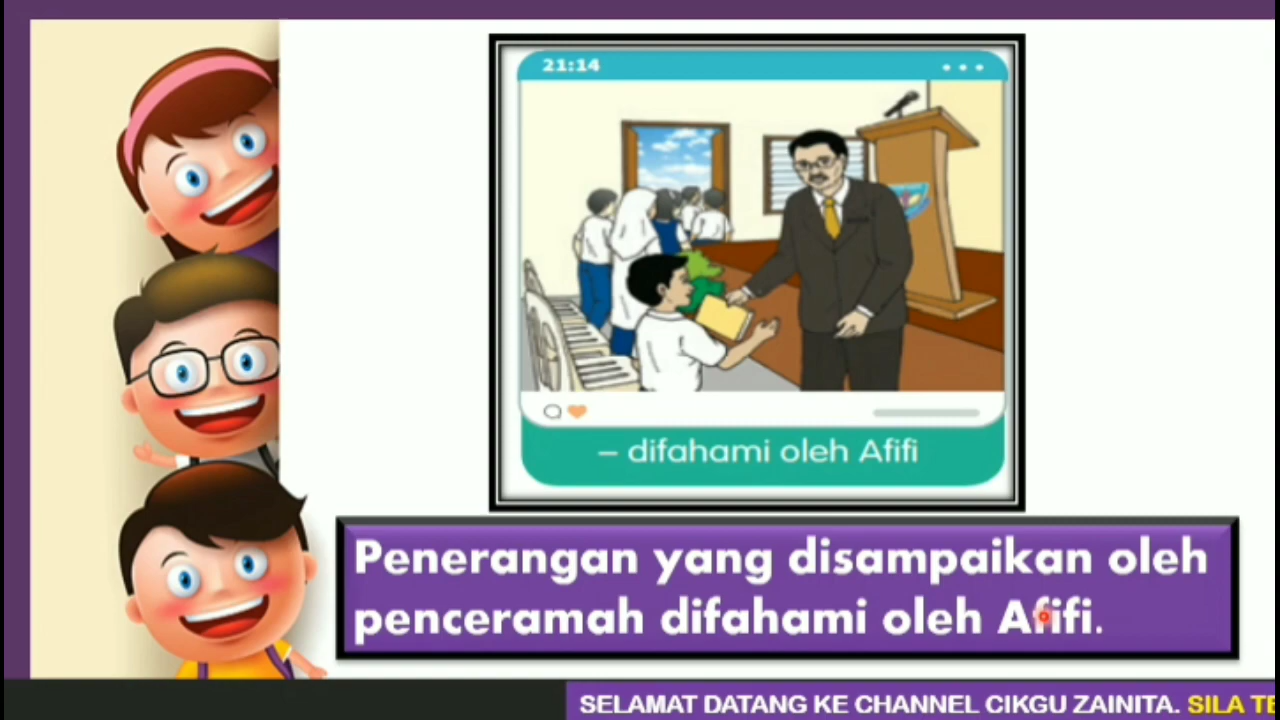 21:14
– difahami oleh Afifi
Penerangan yang disampaikan oleh
penceramah difahami oleh Afifi.
SELAMAT DATANG KE CHANNEL CIKGU ZAINITA. SILA